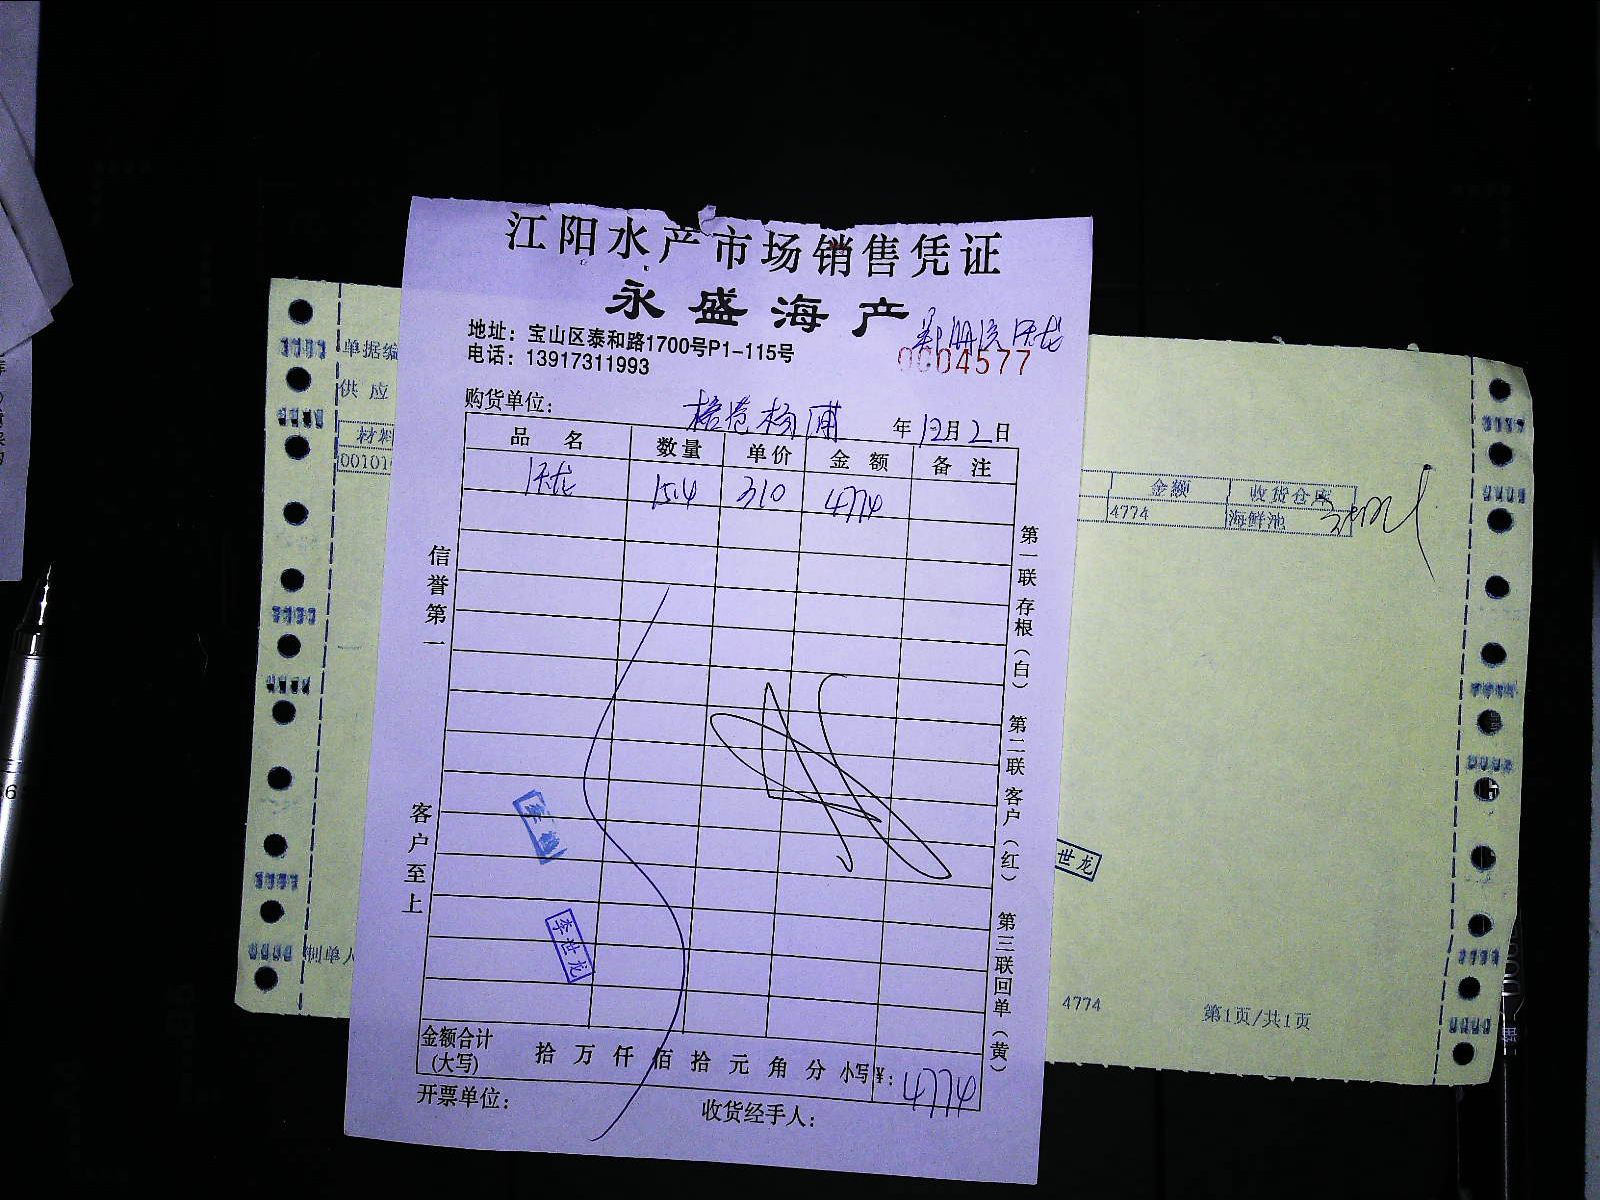 江阳水产市场销售凭证
永盛海产
地址：宝山区泰和路1700号P1-115号
电话：13917311993
0004577
购货单位：
年12月2日
品名 数量 单价 金额 备注
沃龙 15.4 310 4774
信誉第一
客户至上
第一联存根（白） 第二联客户（红） 第三联回单（黄）
李世龙
金额合计（大写） 拾万仟佰拾元角分 小写¥：4774
开票单位： 收货经手人：
单据编
供应
材料
00101
金额 收货仓库
4774 海鲜池
世龙
制单人
4774
第1页/共1页